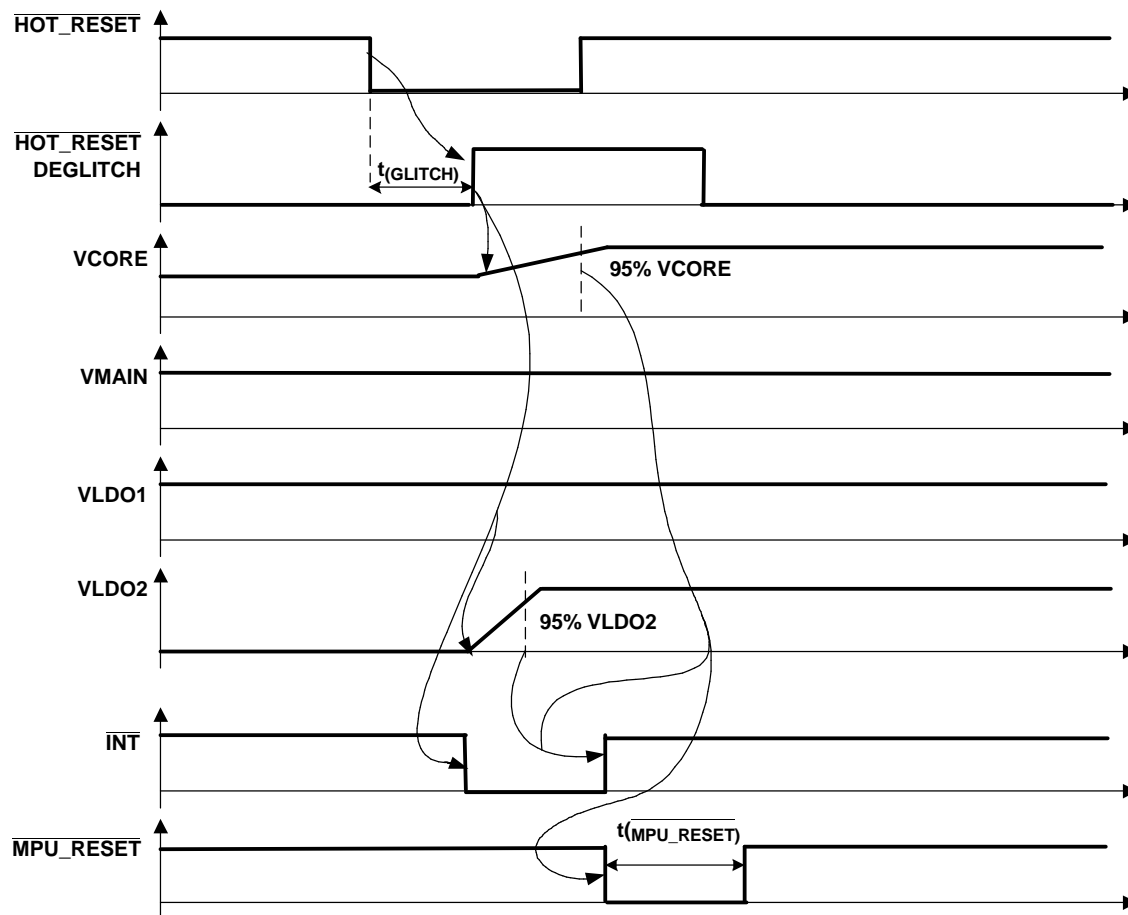 HOT_RESET
HOT_RESET
DEGLITCH
t(GLITCH)
VCORE
95% VCORE
VMAIN
VLDO1
VLDO2
95% VLDO2
INT
t(MPU_RESET)
MPU_RESET